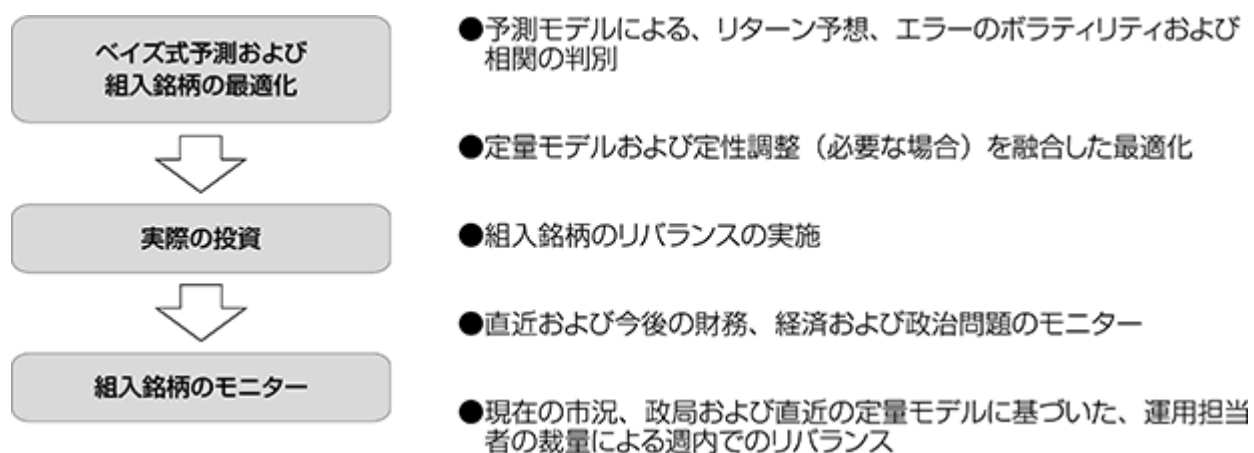 ベイズ式予測および
組入銘柄の最適化
●予測モデルによる、リターン予想、エラーのボラティリティおよび
相関の判別
●定量モデルおよび定性調整（必要な場合）を融合した最適化
実際の投資
●組入銘柄のリバランスの実施
●直近および今後の財務、経済および政治問題のモニター
組入銘柄のモニター
●現在の市況、政局および直近の定量モデルに基づいた、運用担当
者の裁量による週内でのリバランス